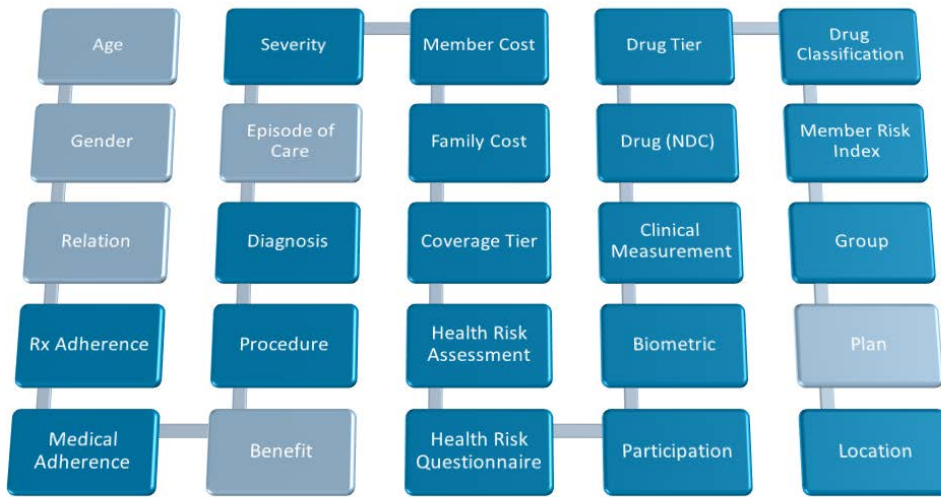 Age
Gender
Relation
Rx Adherence
Medical
Adherence
Severity
Episode of
Care
Diagnosis
Procedure
Benefit
Member Cost
Family Cost
Coverage Tier
Health Risk
Assessment
Health Risk
Questionnaire
Drug Tier
Drug (NDC)
Clinical
Measurement
Biometric
Participation
Drug
Classification
Member Risk
Index
Group
Plan
Location